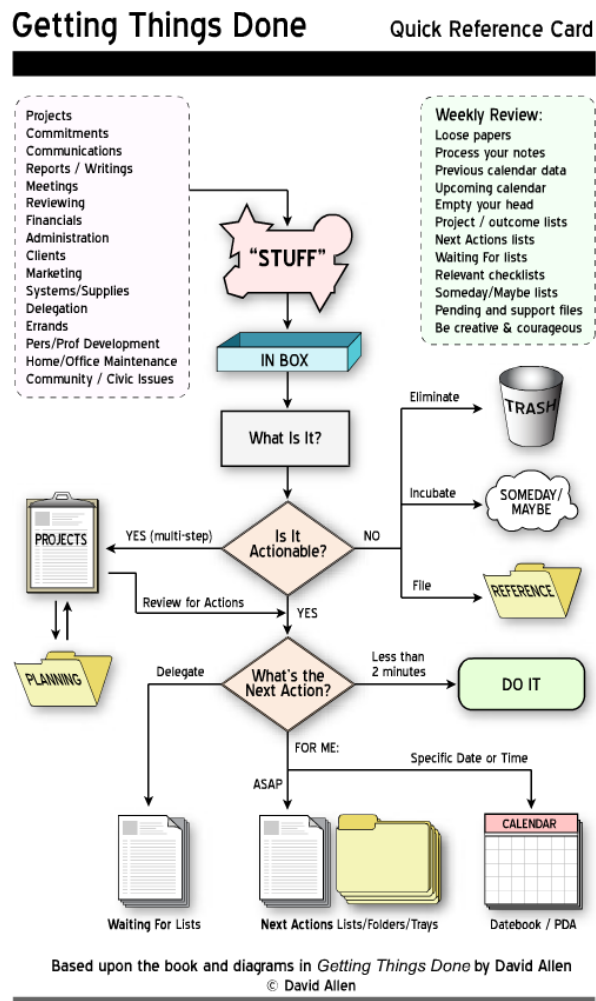 Getting Things Done
Quick Reference Card
Projects
Commitments
Communications
Reports / Writings
Meetings
Reviewing
Financials
Administration
Clients
Marketing
Systems/Supplies
Delegation
Errands
Pers/Prof Development
Home/Office Maintenance
Community / Civic Issues
Weekly Review:
Loose papers
Process your notes
Previous calendar data
Upcoming calendar
Empty your head
Project / outcome lists
Next Actions lists
Waiting For lists
Relevant checklists
Someday/Maybe lists
Pending and support files
Be creative & courageous
"STUFF"
IN BOX
What Is It?
Eliminate
TRASH
Incubate
SOMEDAY/
MAYBE
Is It
Actionable?
YES (multi-step)
NO
PROJECTS
File
REFERENCE
Review for Actions
YES
PLANNING
Delegate
What's the
Next Action?
Less than
2 minutes
DO IT
FOR ME:
Specific Date or Time
ASAP
CALENDAR
Waiting For Lists
Next Actions Lists/Folders/Trays
Datebook / PDA
Based upon the book and diagrams in Getting Things Done by David Allen
© David Allen